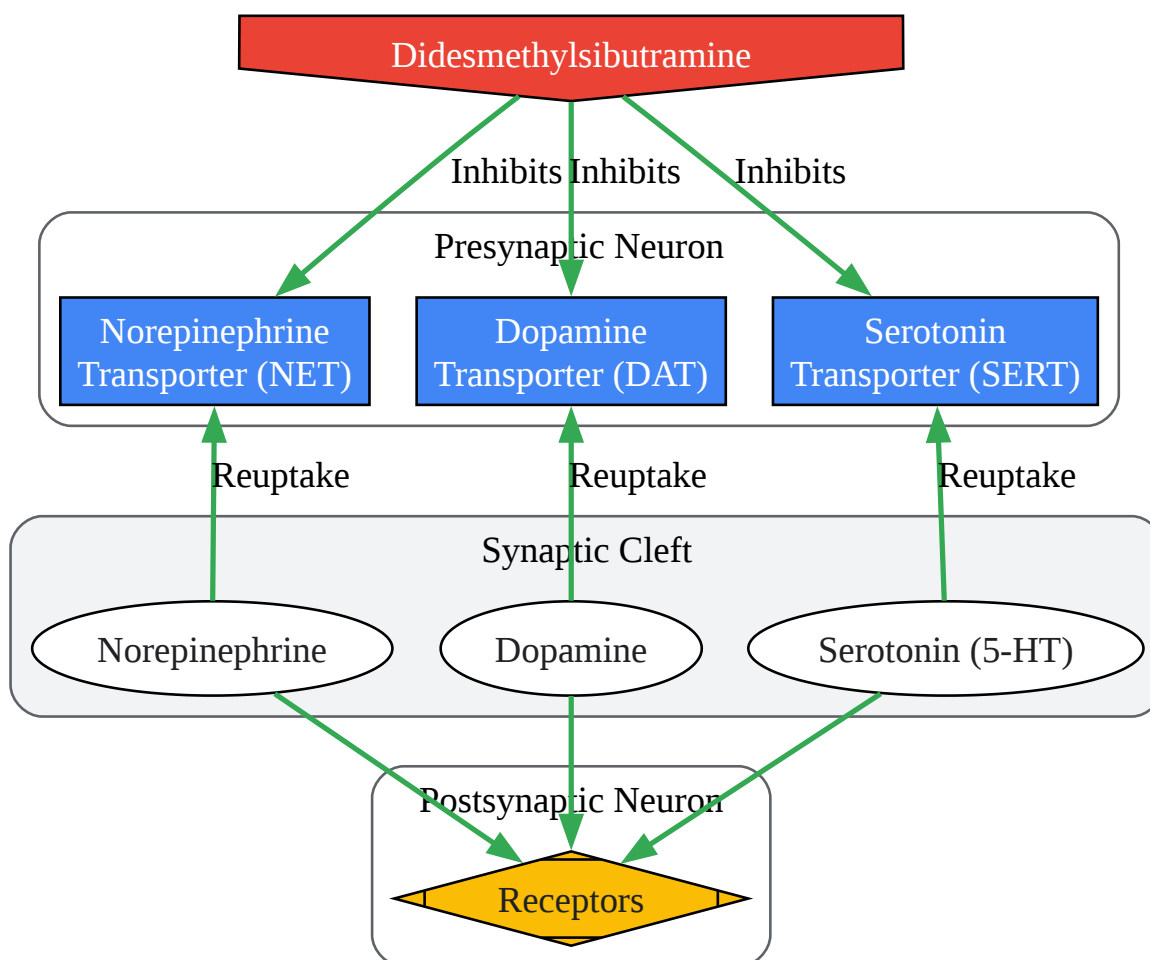 Didesmethylsibutramine
Inhibits Inhibits Inhibits
Presynaptic Neuron
Norepinephrine
Transporter (NET)
Dopamine
Transporter (DAT)
Serotonin
Transporter (SERT)
Reuptake Reuptake Reuptake
Synaptic Cleft
Norepinephrine Dopamine Serotonin (5-HT)
Postsynaptic Neuron
Receptors